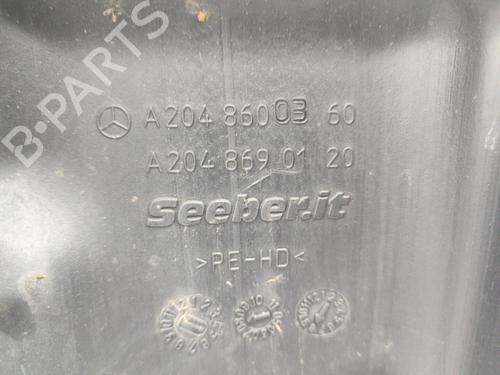 A 204 860 03 60
A 204 869 01 20
Seeber.it
>PE-HD<
B-PARTS